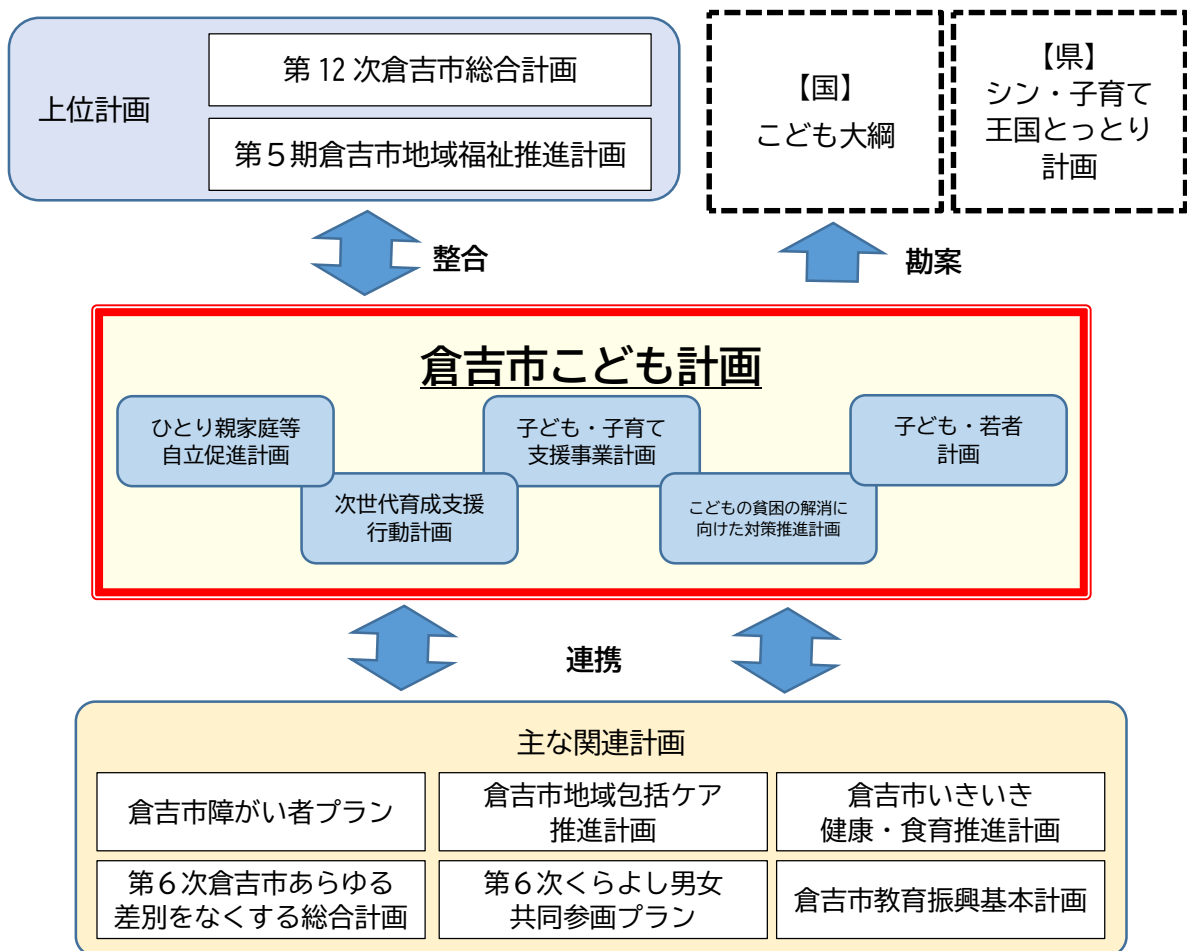 上位計画
第12次倉吉市総合計画
第5期倉吉市地域福祉推進計画
【国】
こども大綱
【県】
シン・子育て
王国とっとり
計画
整合
勘案
倉吉市こども計画
ひとり親家庭等
自立促進計画
次世代育成支援
行動計画
子ども・子育て
支援事業計画
こどもの貧困の解消に
向けた対策推進計画
子ども・若者
計画
連携
主な関連計画
倉吉市障がい者プラン
倉吉市地域包括ケア
推進計画
倉吉市いきいき
健康・食育推進計画
第6次倉吉市あらゆる
差別をなくする総合計画
第6次くらよし男女
共同参画プラン
倉吉市教育振興基本計画